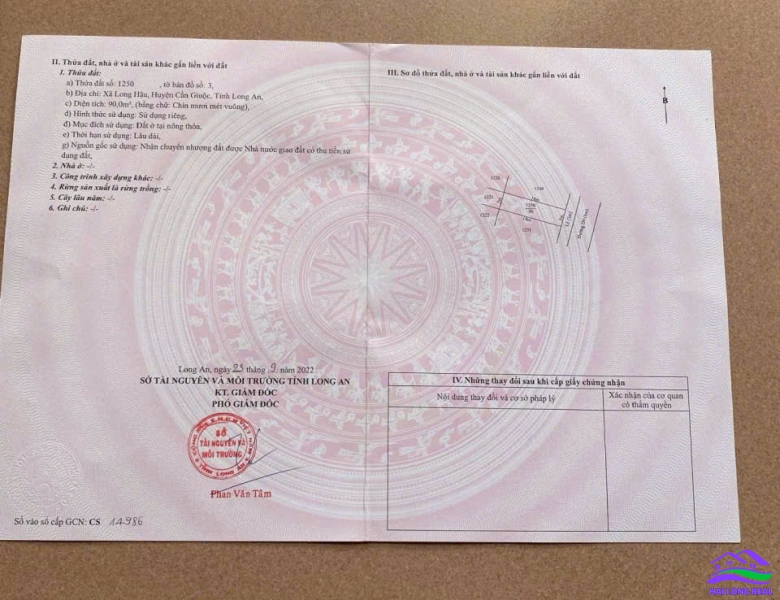 II. Thửa đất, nhà ở và tài sản khác gắn liền với đất
1. Thửa đất:
a) Thửa đất số: 1250 , tờ bản đồ số: 3,
b) Địa chỉ: Xã Long Hậu, Huyện Cần Giuộc, Tỉnh Long An,
c) Diện tích: 90,0m², (bằng chữ: Chín mươi mét vuông),
d) Hình thức sử dụng: Sử dụng riêng,
đ) Mục đích sử dụng: Đất ở tại nông thôn,
e) Thời hạn sử dụng: Lâu dài,
g) Nguồn gốc sử dụng: Nhận chuyển nhượng đất được Nhà nước giao đất có thu tiền sử
dụng đất,
2. Nhà ở: -/-
3. Công trình xây dựng khác: -/-
4. Rừng sản xuất là rừng trồng: -/-
5. Cây lâu năm: -/-
6. Ghi chú: -/-
Long An, ngày 23 tháng 9 năm 2022
SỞ TÀI NGUYÊN VÀ MÔI TRƯỜNG TỈNH LONG AN
KT. GIÁM ĐỐC
PHÓ GIÁM ĐỐC
SỞ
TÀI NGUYÊN VÀ
MÔI TRƯỜNG
TỈNH LONG AN
Phan Văn Tâm
Số vào sổ cấp GCN: CS 14986
III. Sơ đồ thửa đất, nhà ở và tài sản khác gắn liền với đất
B
1250
1251
IV. Những thay đổi sau khi cấp giấy chứng nhận
Nội dung thay đổi và cơ sở pháp lý
Xác nhận của cơ quan
có thẩm quyền